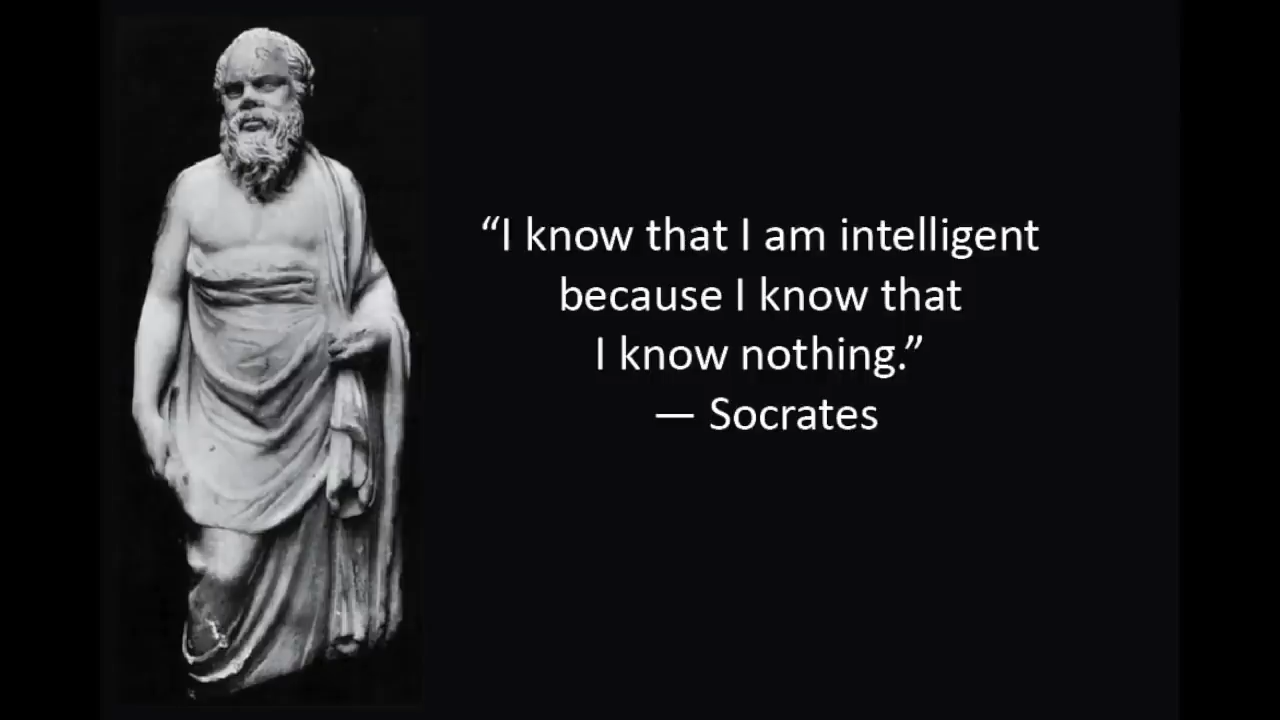 “I know that I am intelligent
because I know that
I know nothing.”
— Socrates